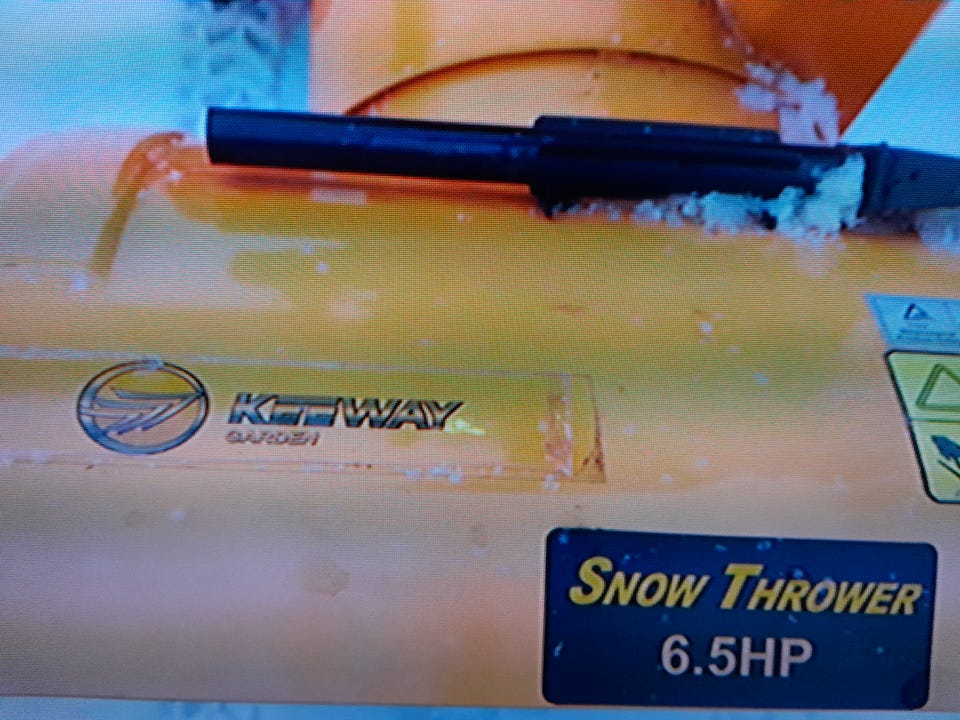 KEEWAY
GARDEN
SNOW THROWER
6.5HP